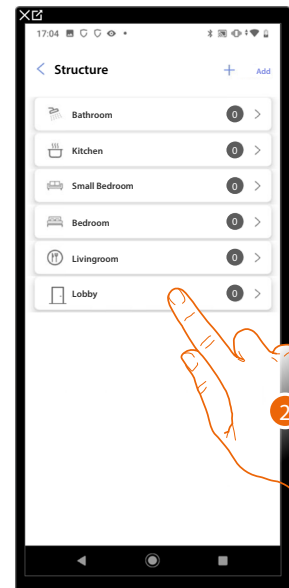 17:04
Structure + Add
Bathroom 0
Kitchen 0
Small Bedroom 0
Bedroom 0
Livingroom 0
Lobby 0
2